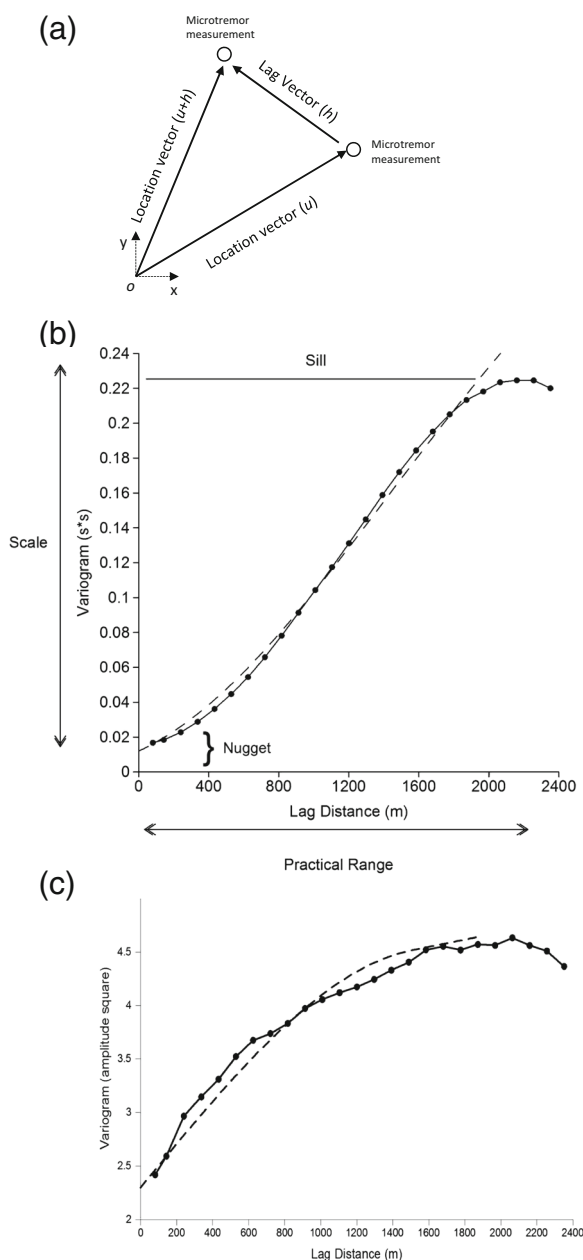 (a)
Microtremor
measurement
Lag Vector (h)
Location vector (u+h)
Microtremor
measurement
Location vector (u)
y
o
x
(b)
0.24
Sill
0.22
0.2
0.18
0.16
0.14
Scale
Variogram (s*s)
0.12
0.1
0.08
0.06
0.04
0.02
} Nugget
0
0 400 800 1200 1600 2000 2400
Lag Distance (m)
Practical Range
(c)
4.5
4
Variogram (amplitude square)
3.5
3
2.5
2
0 200 400 600 800 1000 1200 1400 1600 1800 2000 2200 2400
Lag Distance (m)